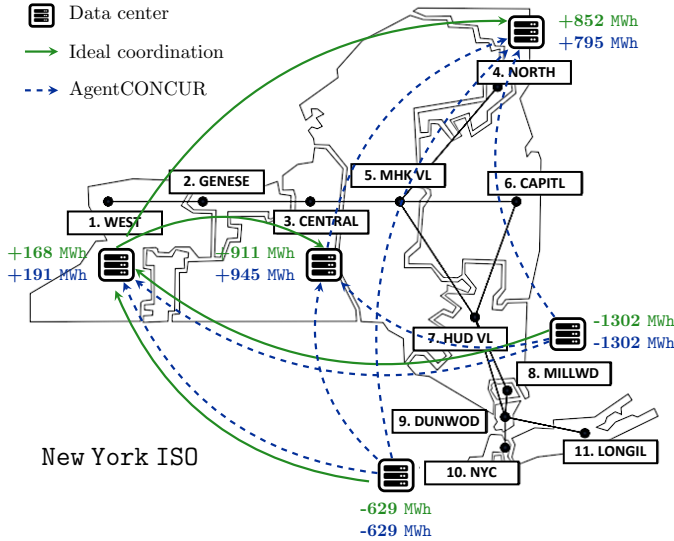 Data center
Ideal coordination
AgentCONCUR
+852 MWh
+795 MWh
4. NORTH
2. GENESE
5. MHK VL
6. CAPITL
1. WEST
3. CENTRAL
+168 MWh
+191 MWh
+911 MWh
+945 MWh
7. HUD VL
-1302 MWh
-1302 MWh
8. MILLWD
9. DUNWOD
New York ISO
10. NYC
11. LONGIL
-629 MWh
-629 MWh